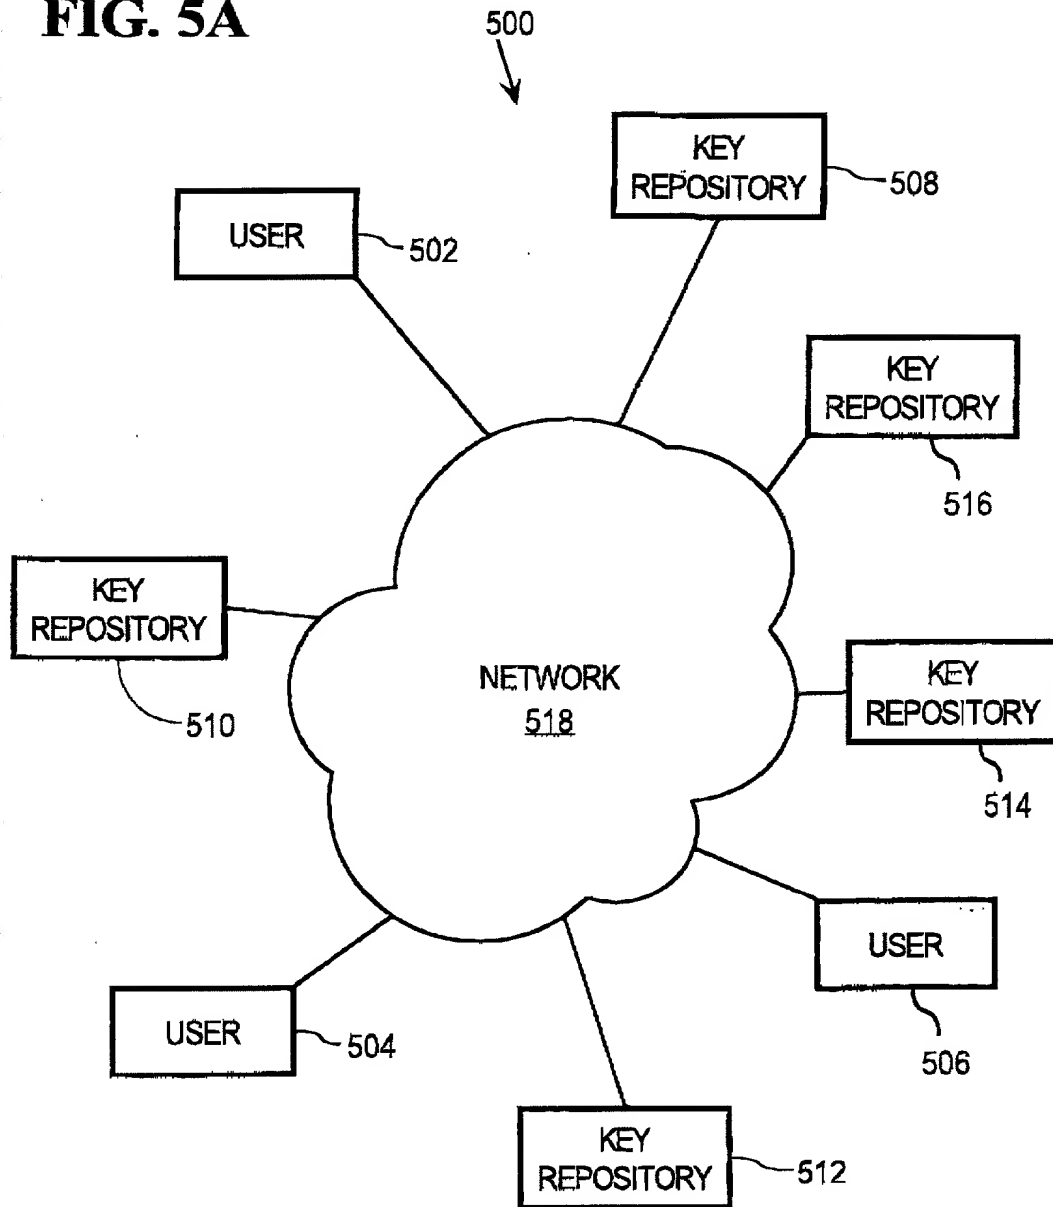 FIG. 5A
500
KEY
REPOSITORY
508
USER
502
KEY
REPOSITORY
516
KEY
REPOSITORY
510
NETWORK
518
KEY
REPOSITORY
514
USER
506
USER
504
KEY
REPOSITORY
512